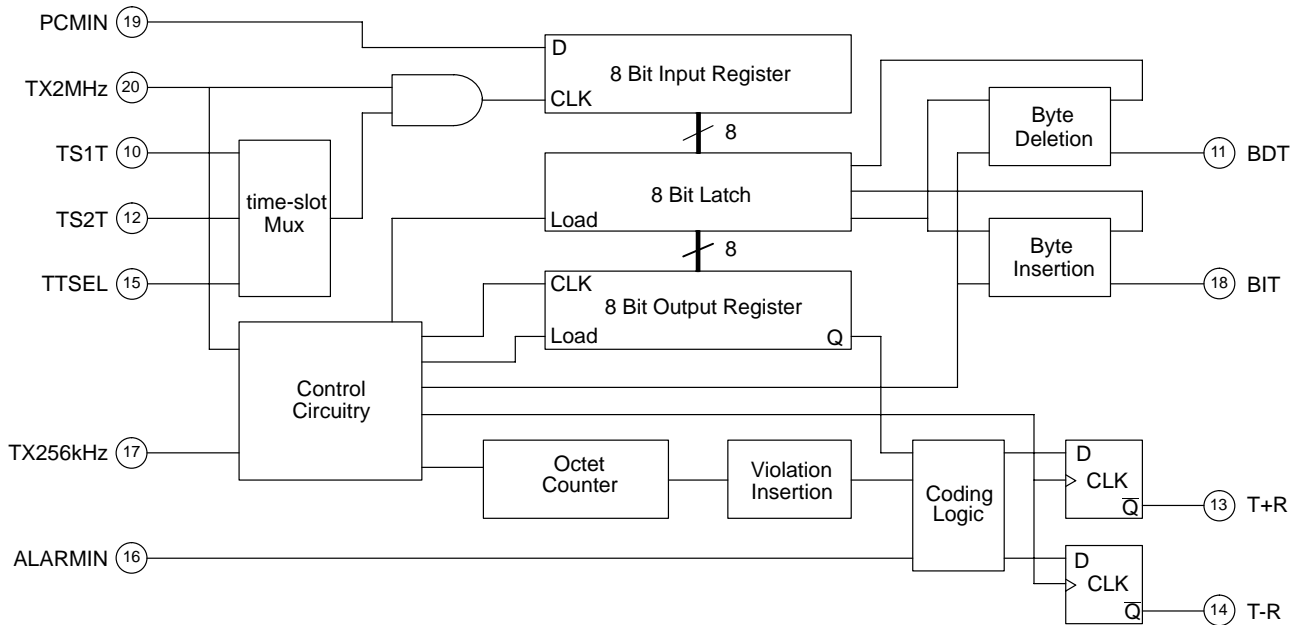 PCMIN 19
D
8 Bit Input Register
CLK
TX2MHz 20
8
Byte
Deletion
11 BDT
TS1T 10
time-slot
Mux
8 Bit Latch
Load
TS2T 12
8
Byte
Insertion
18 BIT
TTSEL 15
CLK
8 Bit Output Register
Load
Q
Control
Circuitry
TX256kHz 17
Octet
Counter
Violation
Insertion
Coding
Logic
D
CLK
Q
13 T+R
ALARMIN 16
D
CLK
Q
14 T-R